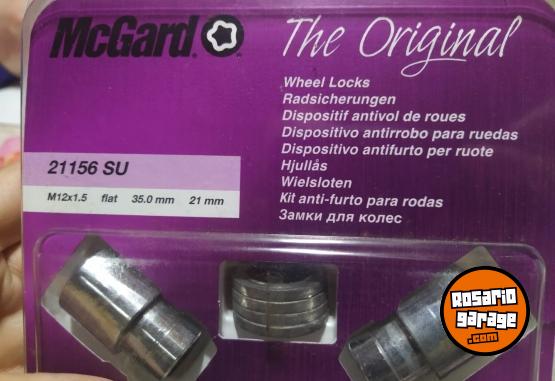 McGard
The Original
Wheel Locks
Radsicherungen
Dispositif antivol de roues
Dispositivo antirrobo para ruedas
Dispositivo antifurto per ruote
Hjullås
Wielsloten
Kit anti-furto para rodas
Замки для колес
21156 SU
M12x1.5 flat 35.0 mm 21 mm
Rosario
garage
.com